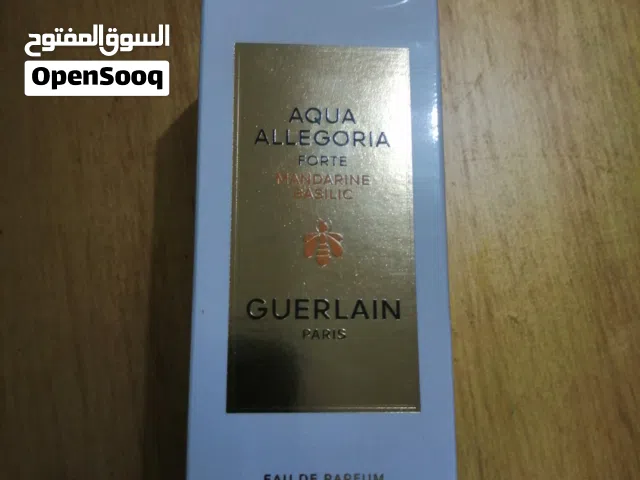 السوق المفتوح
OpenSooq
AQUA
ALLEGORIA
FORTE
MANDARINE
BASILIC
GUERLAIN
PARIS
EAU DE PARFUM